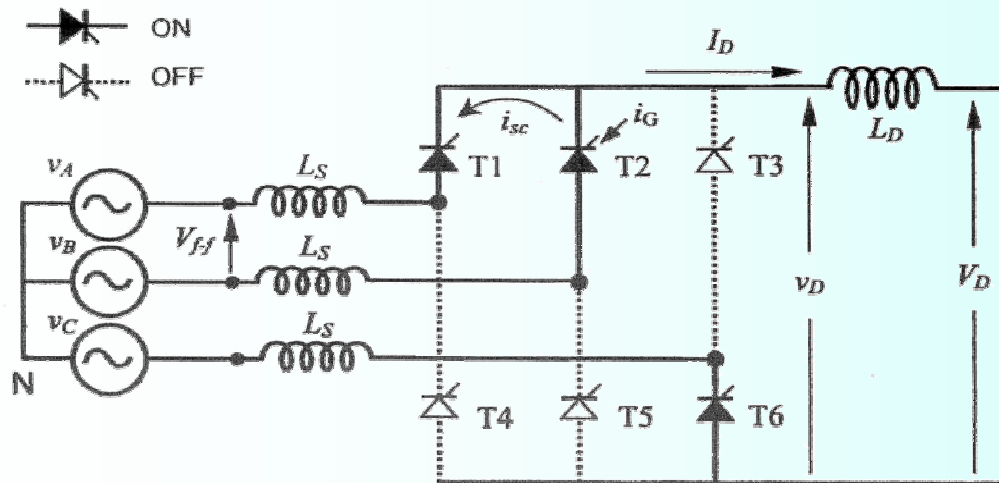 ON
OFF
I_D
i_sc
i_G
L_D
T1
T2
T3
v_A
L_S
V_f-f
v_B
L_S
v_D
V_D
v_C
L_S
N
T4
T5
T6